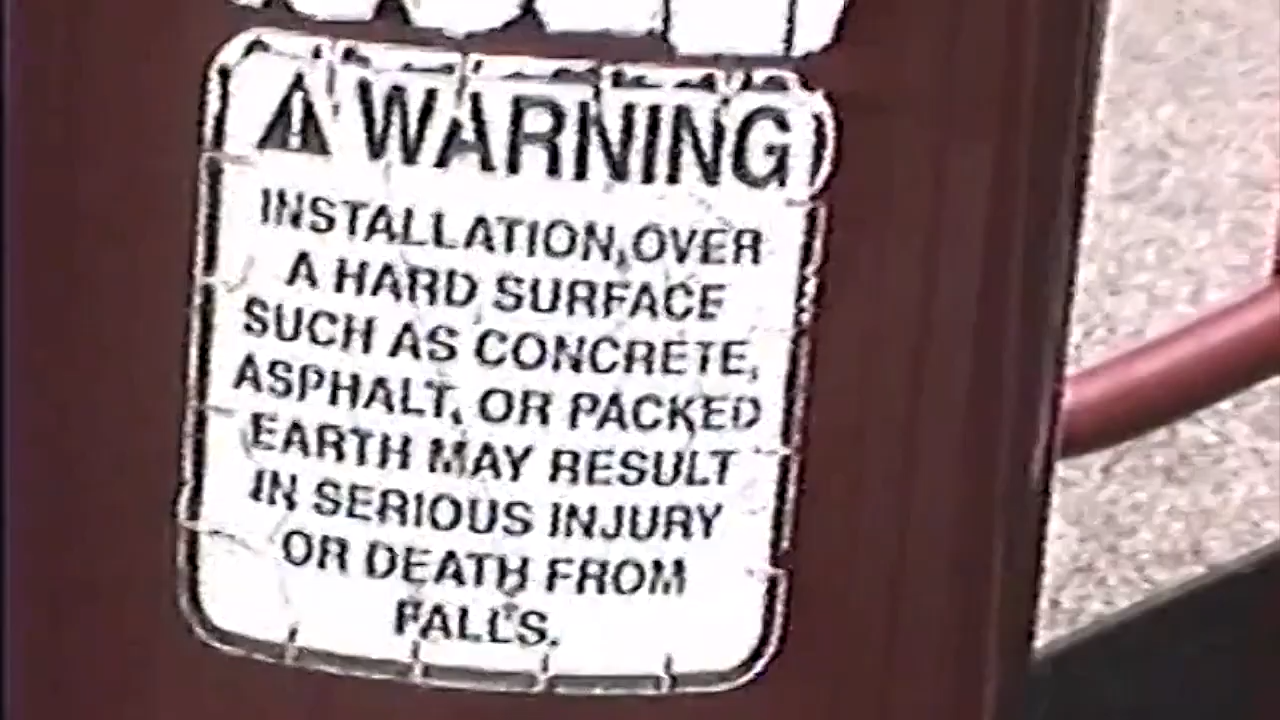 WARNING
INSTALLATION OVER
A HARD SURFACE
SUCH AS CONCRETE,
ASPHALT, OR PACKED
EARTH MAY RESULT
IN SERIOUS INJURY
OR DEATH FROM
FALLS.